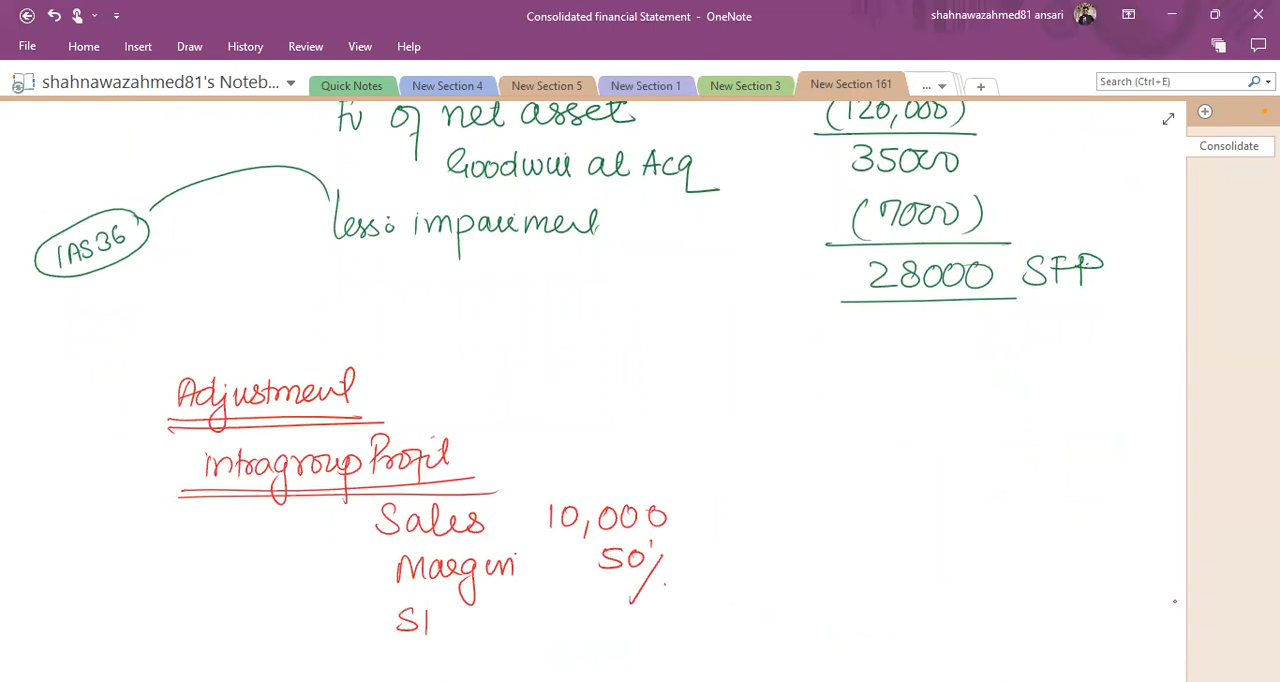 Consolidated financial Statement - OneNote
shahnawazahmed81 ansari
File Home Insert Draw History Review View Help
shahnawazahmed81's Noteb...
Quick Notes
New Section 4
New Section 5
New Section 1
New Section 3
New Section 161
...
Search (Ctrl+E)
Consolidate
fv of net asset (120,000)
Goodwill at Acq 35000
less: impairment (7000)
IAS36
28000 SFP
Adjustment
intragroup Profit
Sales 10,000
Margin 50%